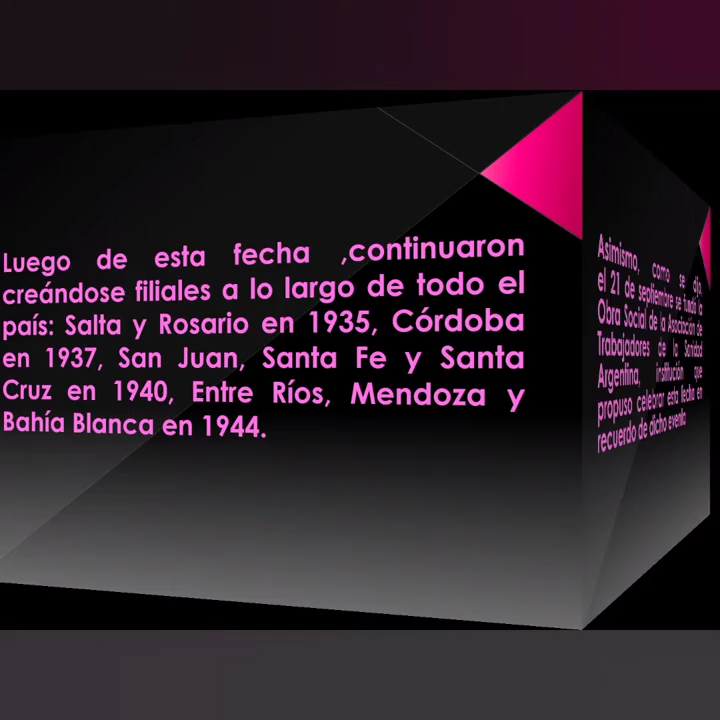 Luego de esta fecha ,continuaron
creándose filiales a lo largo de todo el
país: Salta y Rosario en 1935, Córdoba
en 1937, San Juan, Santa Fe y Santa
Cruz en 1940, Entre Ríos, Mendoza y
Bahía Blanca en 1944.
Asimismo, como se dijo,
el 21 de septiembre se funda la
Obra Social de la Asociación de
Trabajadores de la Sanidad
Argentina, institución que
propuso celebrar esta fecha en
recuerdo de dicho evento